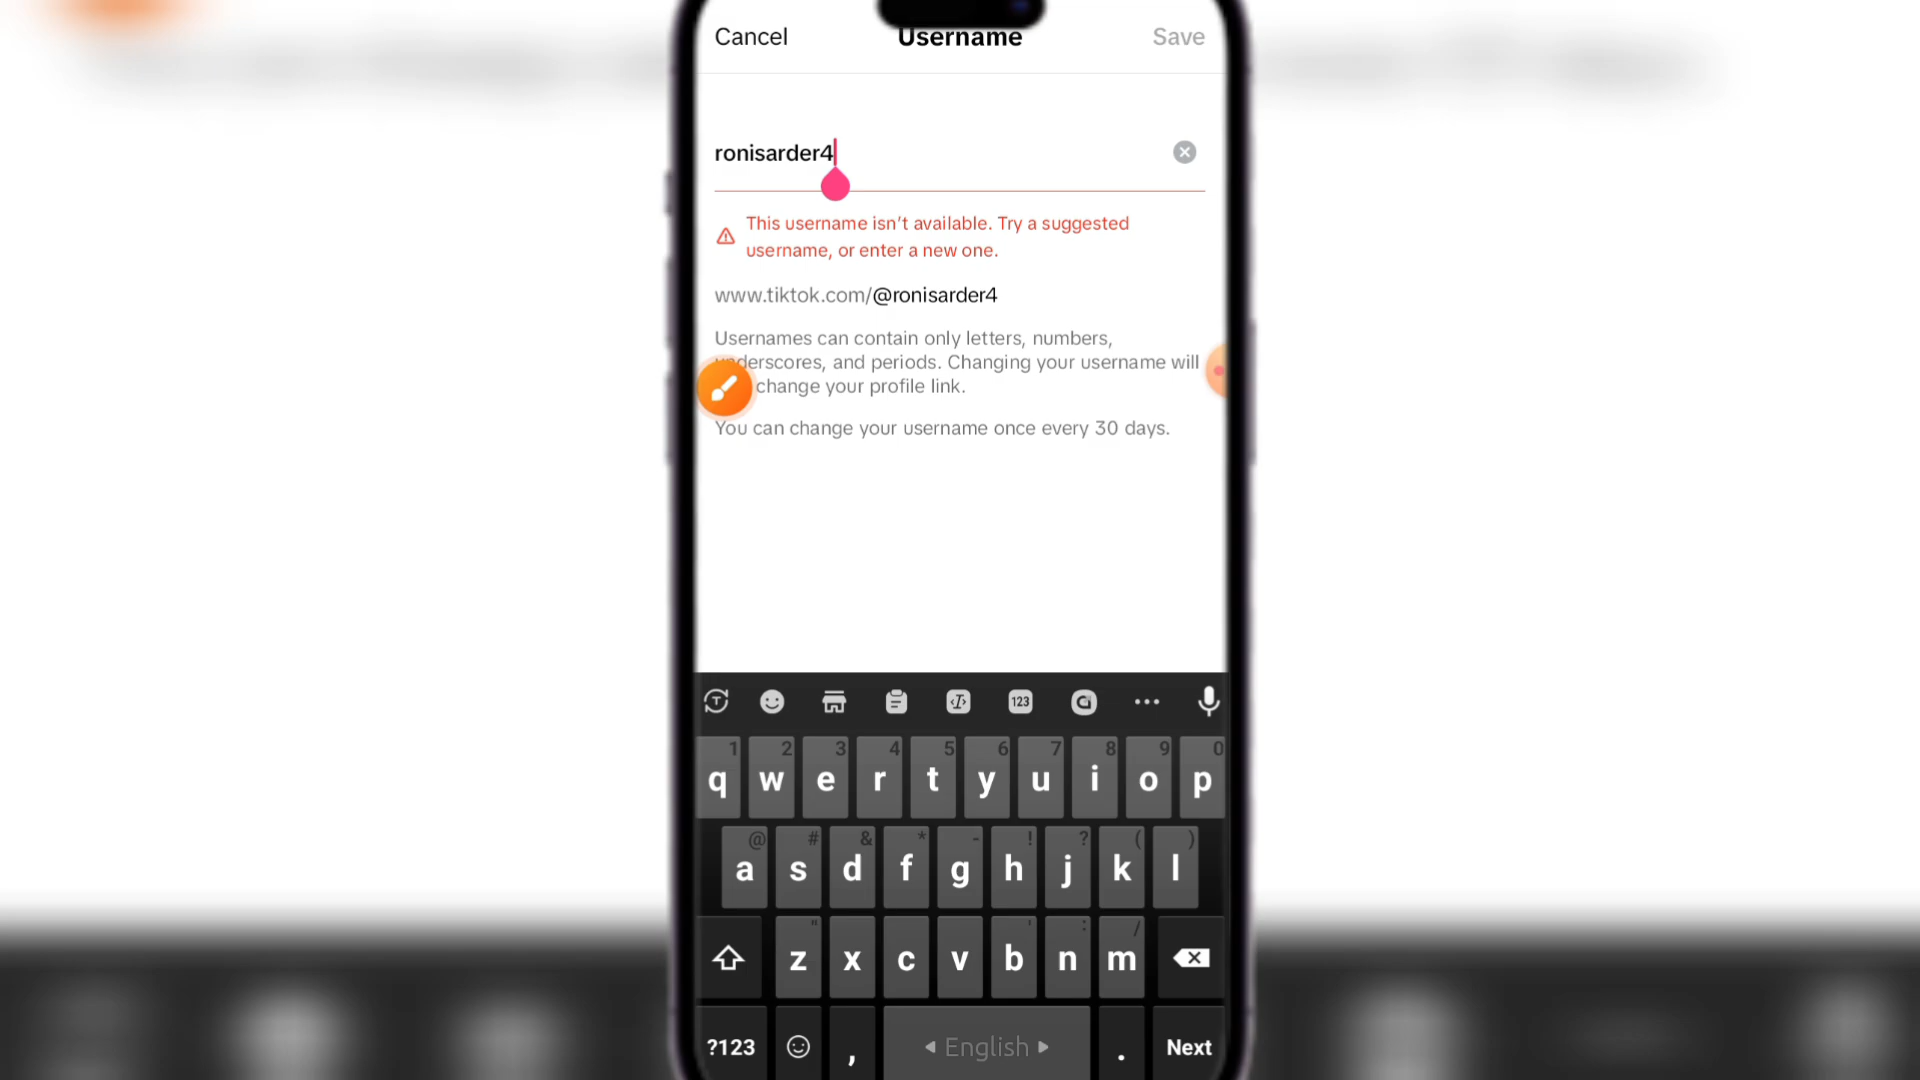 Cancel Username Save
ronisarder4
This username isn't available. Try a suggested
username, or enter a new one.
www.tiktok.com/@ronisarder4
Usernames can contain only letters, numbers,
underscores, and periods. Changing your username will
change your profile link.
You can change your username once every 30 days.
123 G
1 2 3 4 5 6 7 8 9 0
q w e r t y u i o p
@ # & * - ! ? ( )
a s d f g h j k l
" ' : /
z x c v b n m
?123 , English . Next